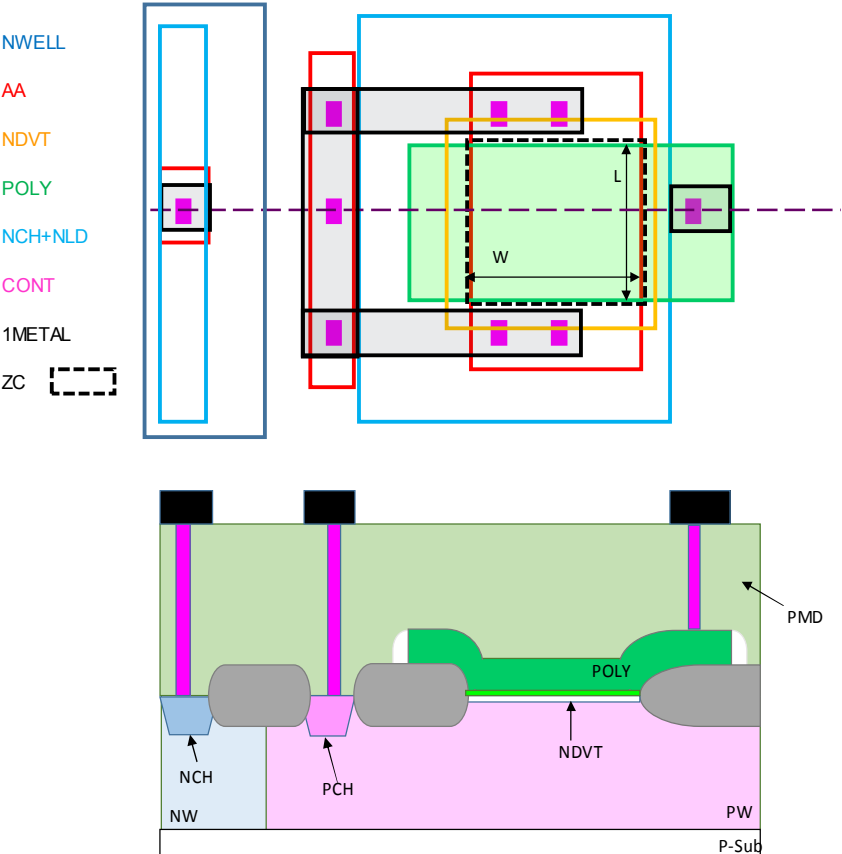 NWELL
AA
NDVT
POLY
NCH+NLD
CONT
1METAL
ZC
L
W
PMD
POLY
NDVT
NCH
PCH
NW
PW
P-Sub